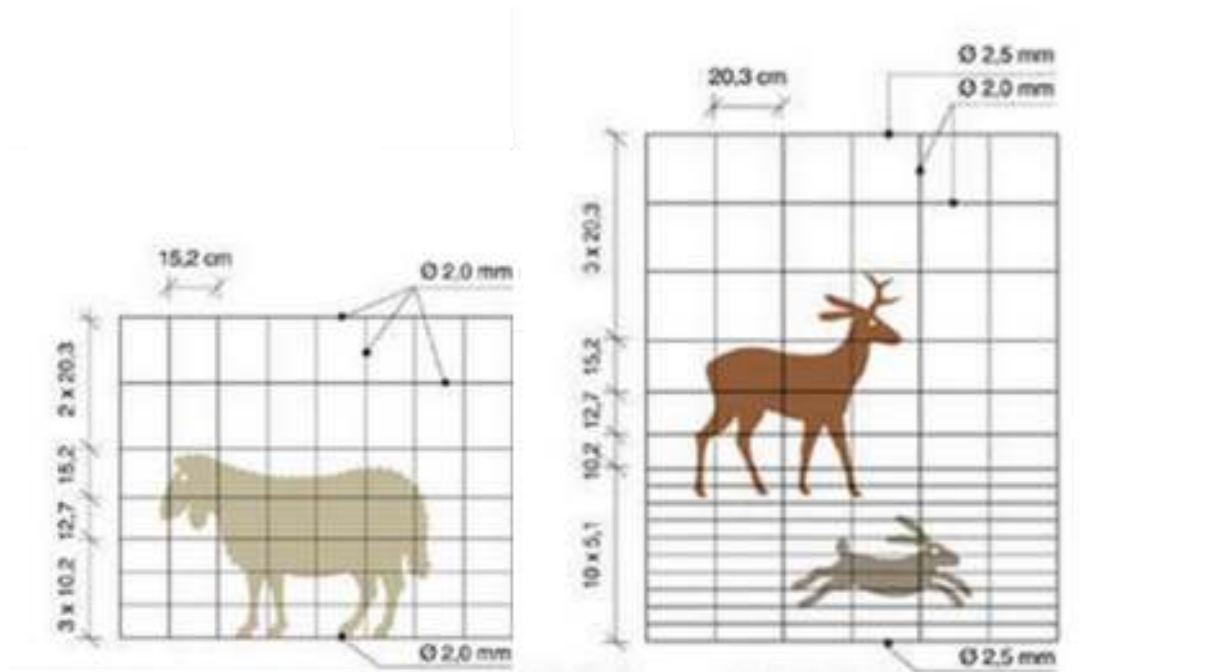 15,2 cm
Ø 2,0 mm
2 x 20,3
15,2
12,7
3 x 10,2
Ø 2,0 mm
20,3 cm
Ø 2,5 mm
Ø 2,0 mm
3 x 20,3
15,2
12,7
10,2
10 x 5,1
Ø 2,5 mm